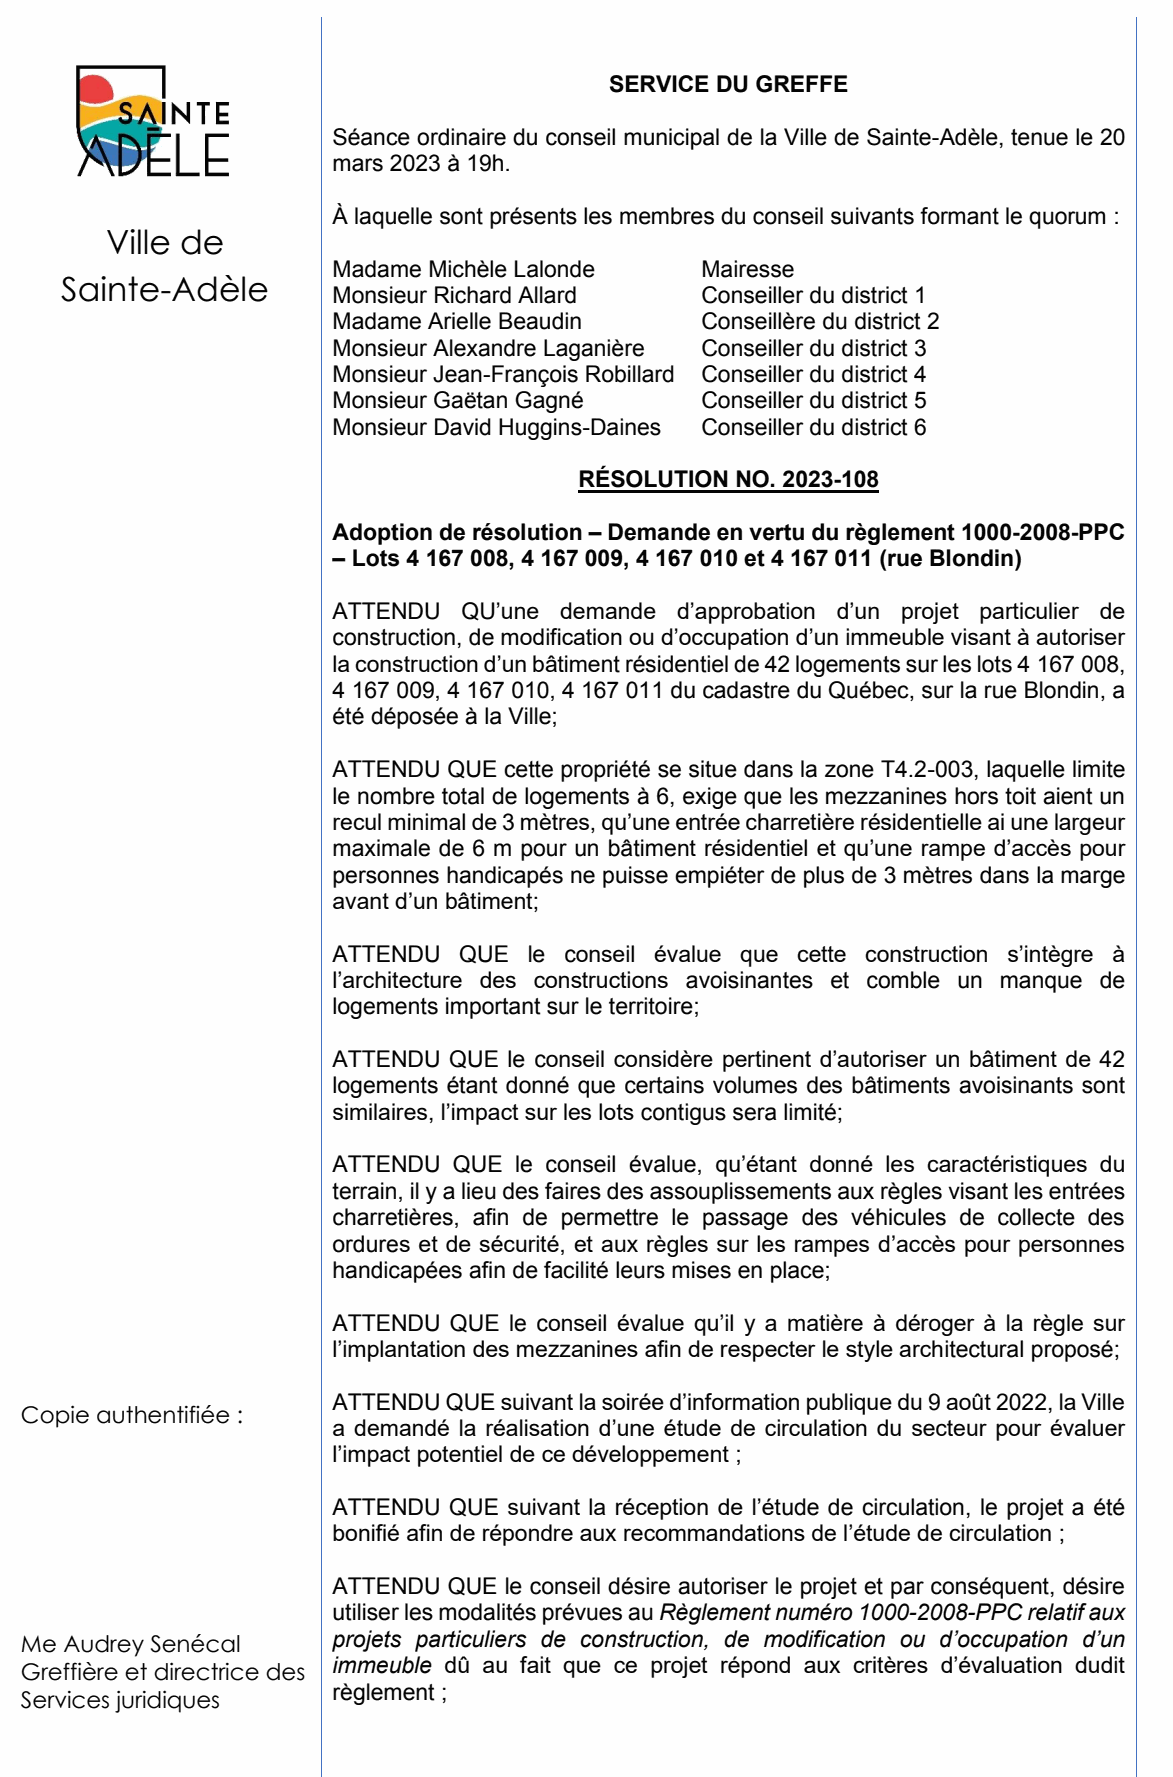 SAINTE
ADÈLE
Ville de
Sainte-Adèle
SERVICE DU GREFFE
Séance ordinaire du conseil municipal de la Ville de Sainte-Adèle, tenue le 20
mars 2023 à 19h.
À laquelle sont présents les membres du conseil suivants formant le quorum :
Madame Michèle Lalonde Mairesse
Monsieur Richard Allard Conseiller du district 1
Madame Arielle Beaudin Conseillère du district 2
Monsieur Alexandre Laganière Conseiller du district 3
Monsieur Jean-François Robillard Conseiller du district 4
Monsieur Gaëtan Gagné Conseiller du district 5
Monsieur David Huggins-Daines Conseiller du district 6
RÉSOLUTION NO. 2023-108
Adoption de résolution – Demande en vertu du règlement 1000-2008-PPC
– Lots 4 167 008, 4 167 009, 4 167 010 et 4 167 011 (rue Blondin)
ATTENDU QU’une demande d’approbation d’un projet particulier de
construction, de modification ou d’occupation d’un immeuble visant à autoriser
la construction d’un bâtiment résidentiel de 42 logements sur les lots 4 167 008,
4 167 009, 4 167 010, 4 167 011 du cadastre du Québec, sur la rue Blondin, a
été déposée à la Ville;
ATTENDU QUE cette propriété se situe dans la zone T4.2-003, laquelle limite
le nombre total de logements à 6, exige que les mezzanines hors toit aient un
recul minimal de 3 mètres, qu’une entrée charretière résidentielle ai une largeur
maximale de 6 m pour un bâtiment résidentiel et qu’une rampe d’accès pour
personnes handicapés ne puisse empiéter de plus de 3 mètres dans la marge
avant d’un bâtiment;
ATTENDU QUE le conseil évalue que cette construction s’intègre à
l’architecture des constructions avoisinantes et comble un manque de
logements important sur le territoire;
ATTENDU QUE le conseil considère pertinent d’autoriser un bâtiment de 42
logements étant donné que certains volumes des bâtiments avoisinants sont
similaires, l’impact sur les lots contigus sera limité;
ATTENDU QUE le conseil évalue, qu’étant donné les caractéristiques du
terrain, il y a lieu des faires des assouplissements aux règles visant les entrées
charretières, afin de permettre le passage des véhicules de collecte des
ordures et de sécurité, et aux règles sur les rampes d’accès pour personnes
handicapées afin de facilité leurs mises en place;
ATTENDU QUE le conseil évalue qu’il y a matière à déroger à la règle sur
l’implantation des mezzanines afin de respecter le style architectural proposé;
ATTENDU QUE suivant la soirée d’information publique du 9 août 2022, la Ville
a demandé la réalisation d’une étude de circulation du secteur pour évaluer
l’impact potentiel de ce développement ;
ATTENDU QUE suivant la réception de l’étude de circulation, le projet a été
bonifié afin de répondre aux recommandations de l’étude de circulation ;
ATTENDU QUE le conseil désire autoriser le projet et par conséquent, désire
utiliser les modalités prévues au Règlement numéro 1000-2008-PPC relatif aux
projets particuliers de construction, de modification ou d’occupation d’un
immeuble dû au fait que ce projet répond aux critères d’évaluation dudit
règlement ;
Copie authentifiée :
Me Audrey Senécal
Greffière et directrice des
Services juridiques